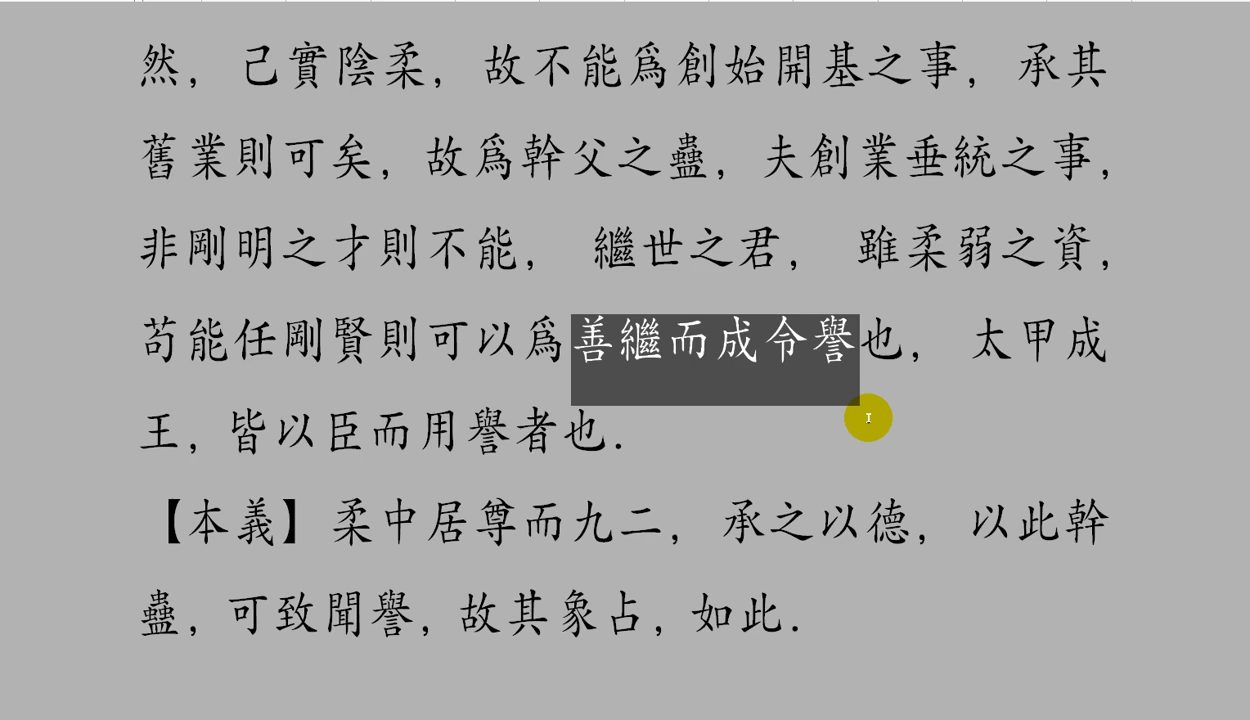 然, 己實陰柔, 故不能爲創始開基之事, 承其
舊業則可矣, 故爲幹父之蠱, 夫創業垂統之事,
非剛明之才則不能, 繼世之君, 雖柔弱之資,
苟能任剛賢則可以爲善繼而成令譽也, 太甲成
王, 皆以臣而用譽者也.
【本義】 柔中居尊而九二, 承之以德, 以此幹
蠱, 可致聞譽, 故其象占, 如此.